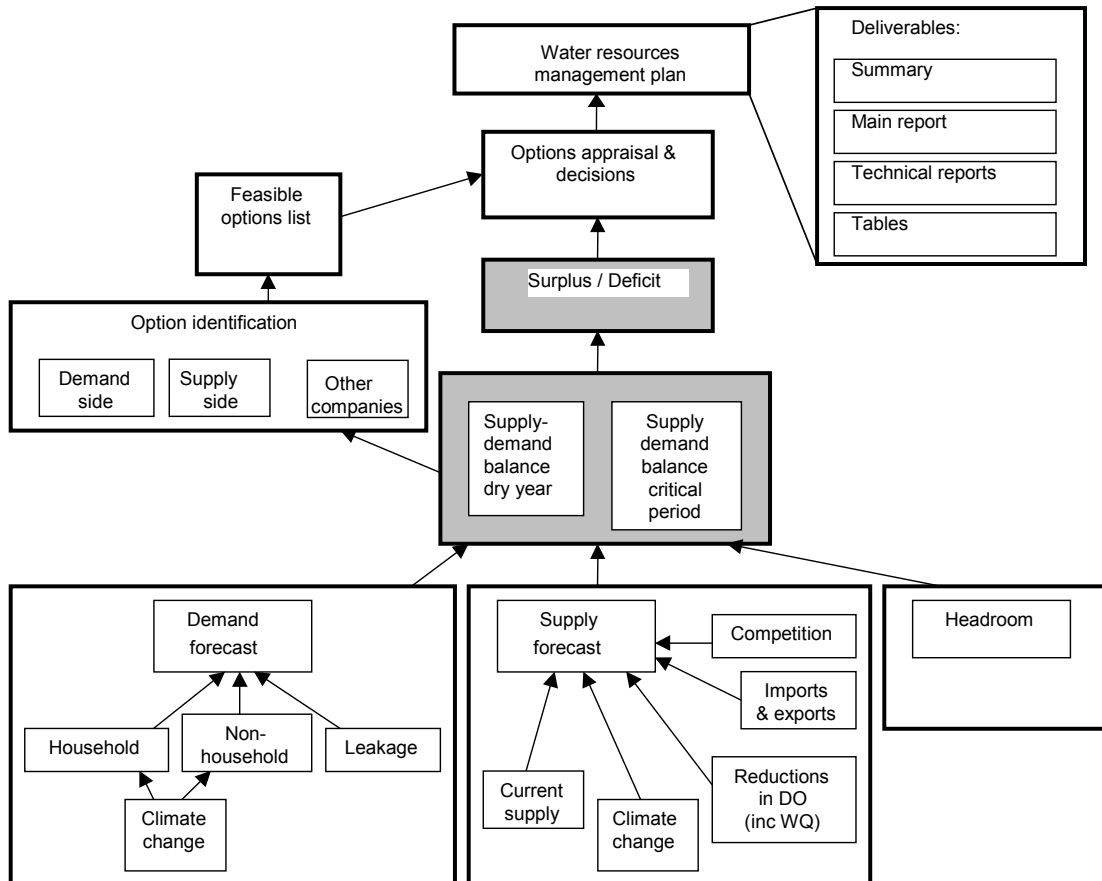 Water resources
management plan
Deliverables:
Summary
Main report
Technical reports
Tables
Options appraisal &
decisions
Feasible
options list
Surplus / Deficit
Option identification
Demand
side
Supply
side
Other
companies
Supply-
demand
balance
dry year
Supply
demand
balance
critical
period
Demand
forecast
Household
Non-
household
Leakage
Climate
change
Supply
forecast
Competition
Imports
& exports
Current
supply
Climate
change
Reductions
in DO
(inc WQ)
Headroom